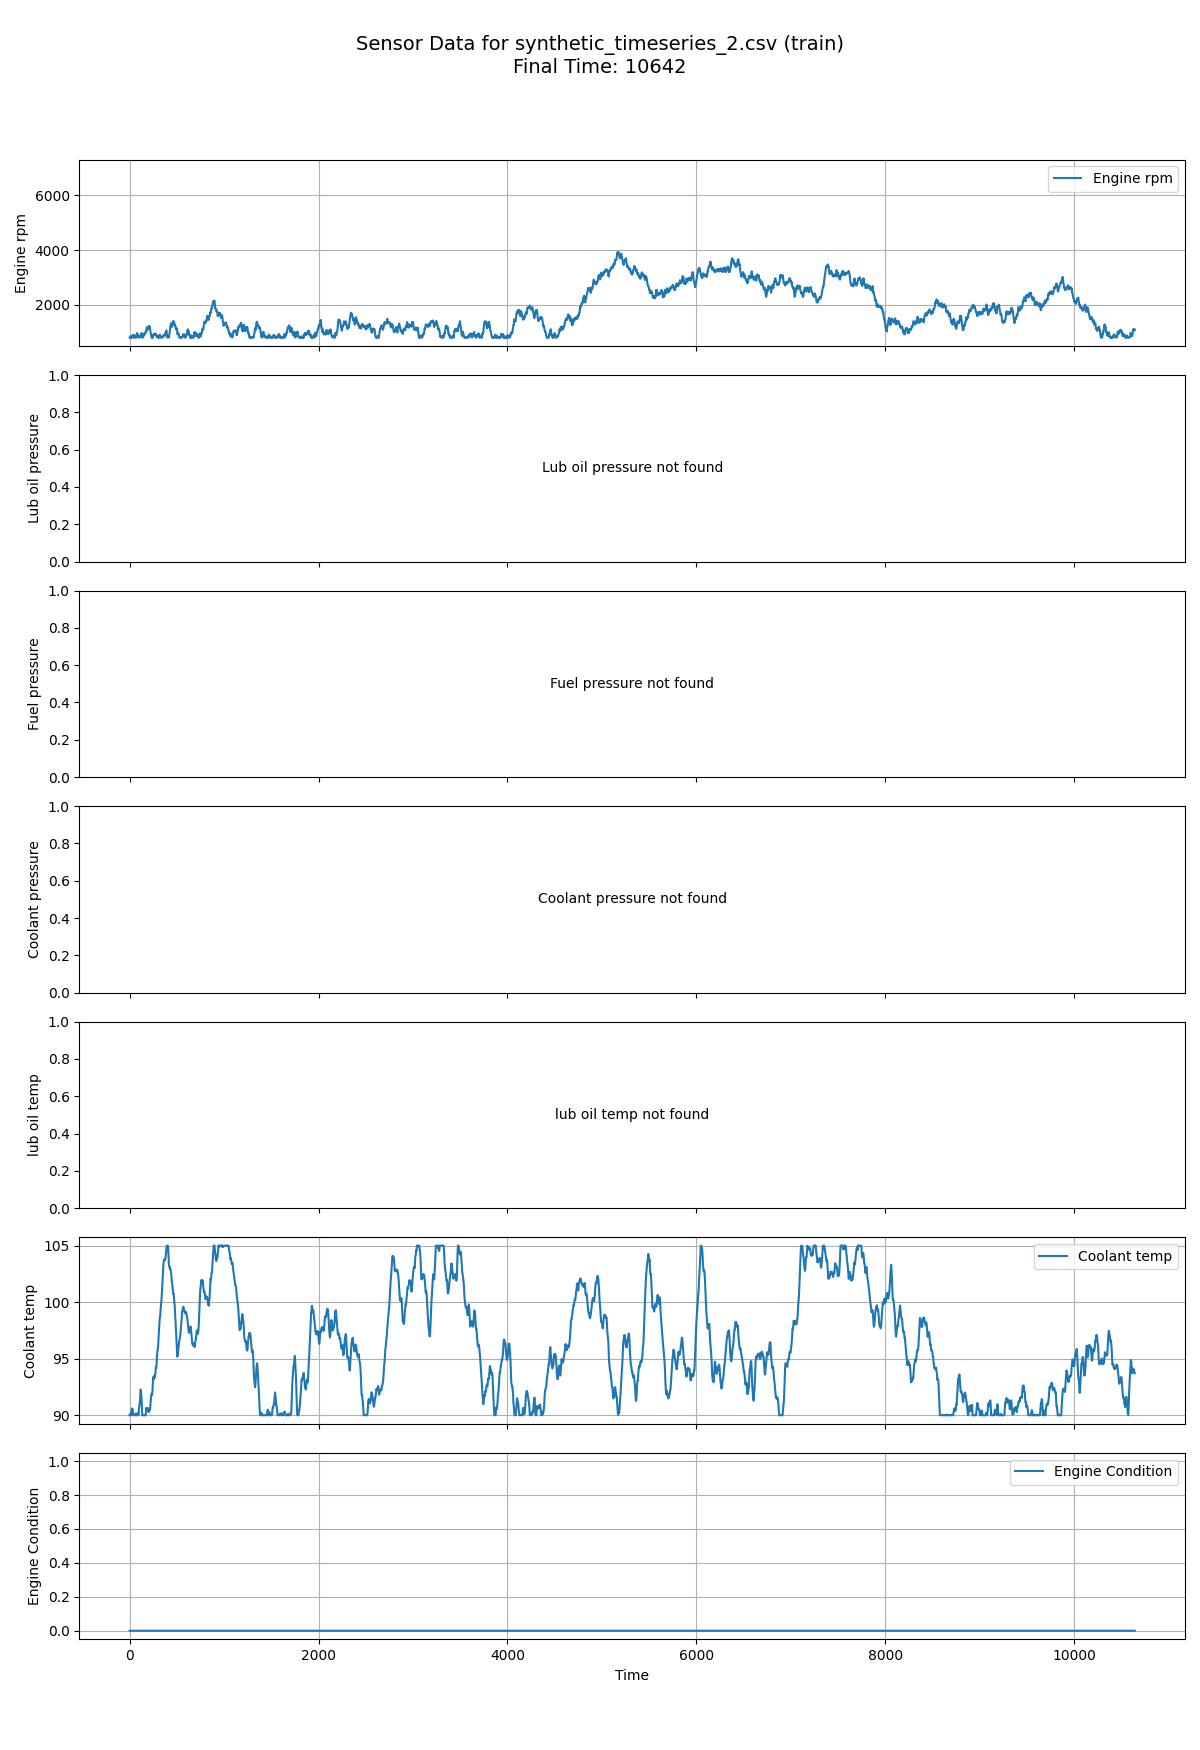 Sensor Data for synthetic_timeseries_2.csv (train)
Final Time: 10642
Engine rpm
6000
4000
2000
Engine rpm
Lub oil pressure
1.0
0.8
0.6
0.4
0.2
0.0
Lub oil pressure not found
Fuel pressure
1.0
0.8
0.6
0.4
0.2
0.0
Fuel pressure not found
Coolant pressure
1.0
0.8
0.6
0.4
0.2
0.0
Coolant pressure not found
lub oil temp
1.0
0.8
0.6
0.4
0.2
0.0
lub oil temp not found
Coolant temp
105
100
95
90
Coolant temp
Engine Condition
1.0
0.8
0.6
0.4
0.2
0.0
Engine Condition
0 2000 4000 6000 8000 10000
Time